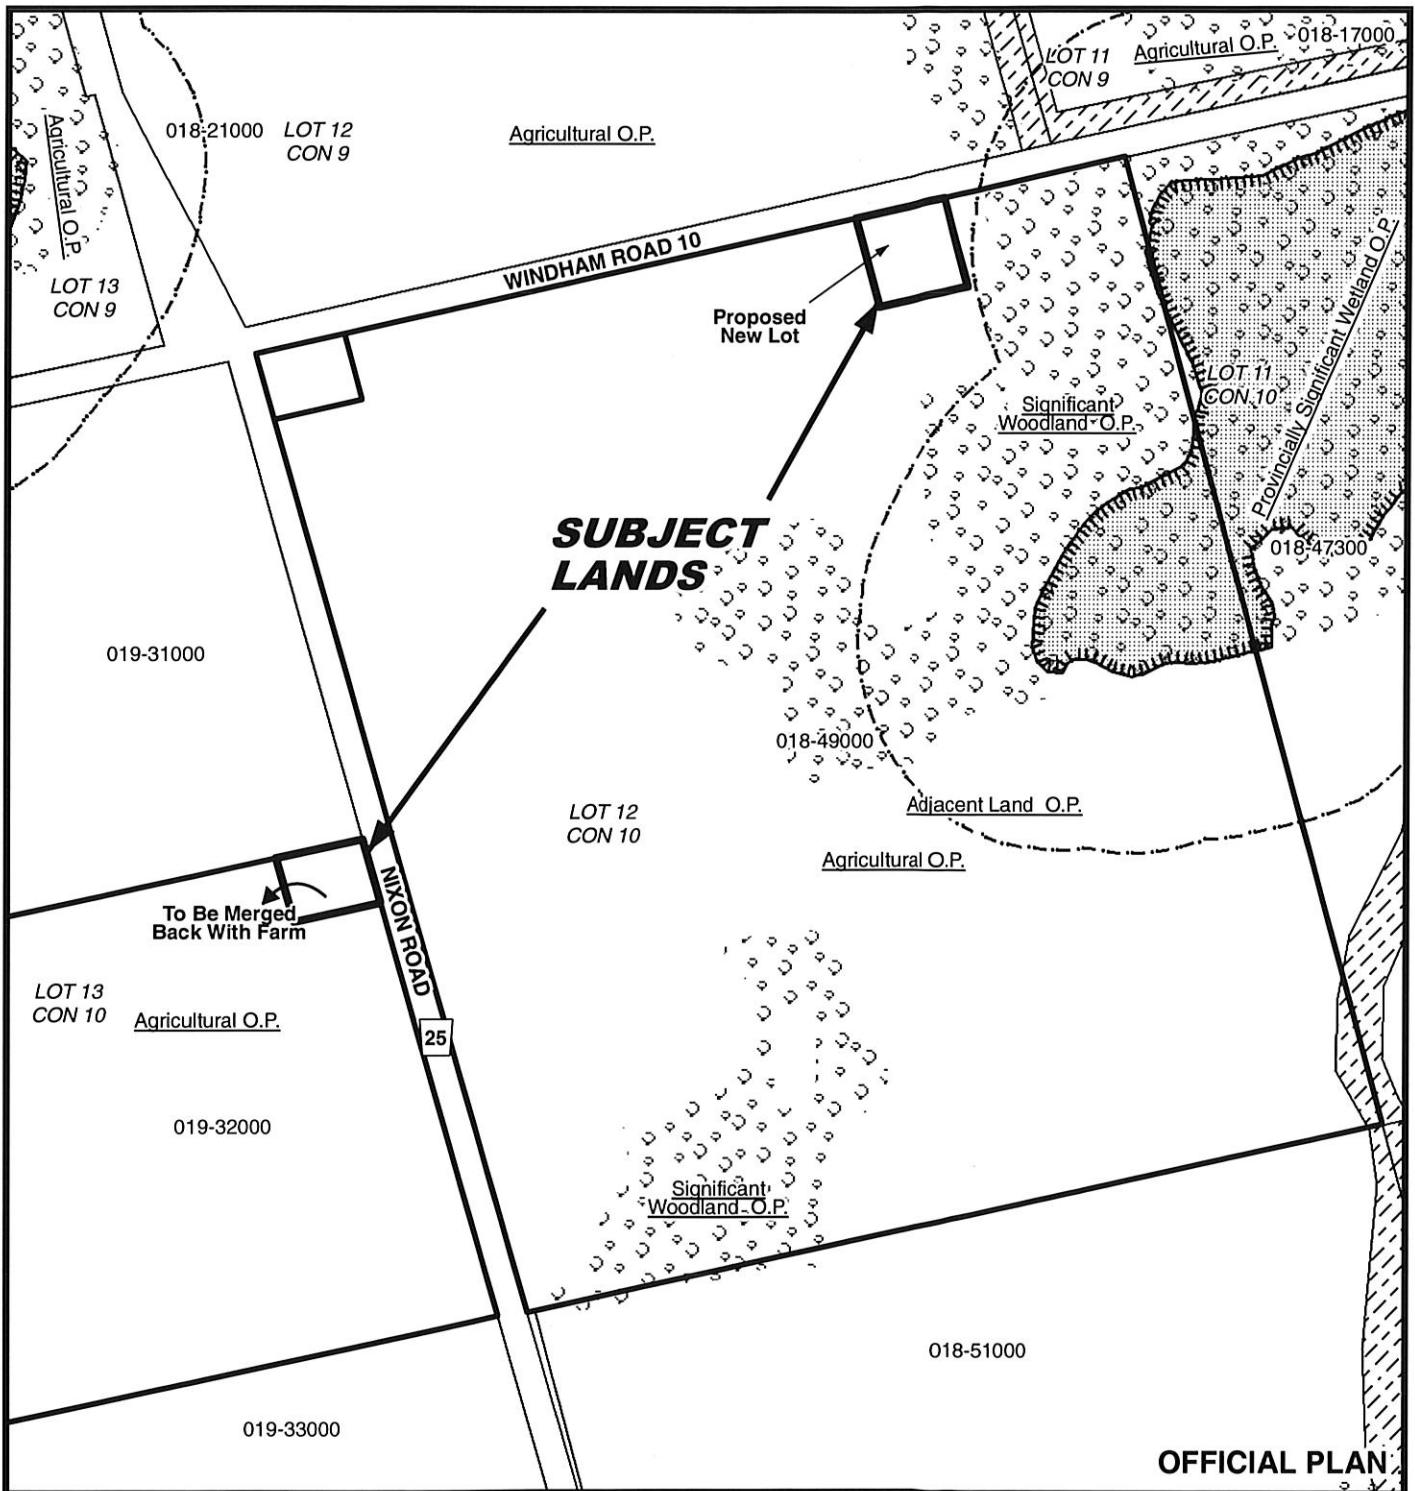 018-17000
LOT 11
CON 9
Agricultural O.P.
Agricultural O.P.
018-21000
LOT 12
CON 9
Agricultural O.P.
LOT 13
CON 9
WINDHAM ROAD 10
Proposed
New Lot
Significant
Woodland O.P.
LOT 11
CON 10
Provincially Significant Wetland O.P.
018-47300
SUBJECT
LANDS
019-31000
018-49000
LOT 12
CON 10
Adjacent Land O.P.
Agricultural O.P.
To Be Merged
Back With Farm
NIXON ROAD
LOT 13
CON 10
Agricultural O.P.
25
019-32000
Significant
Woodland O.P.
018-51000
019-33000
OFFICIAL PLAN